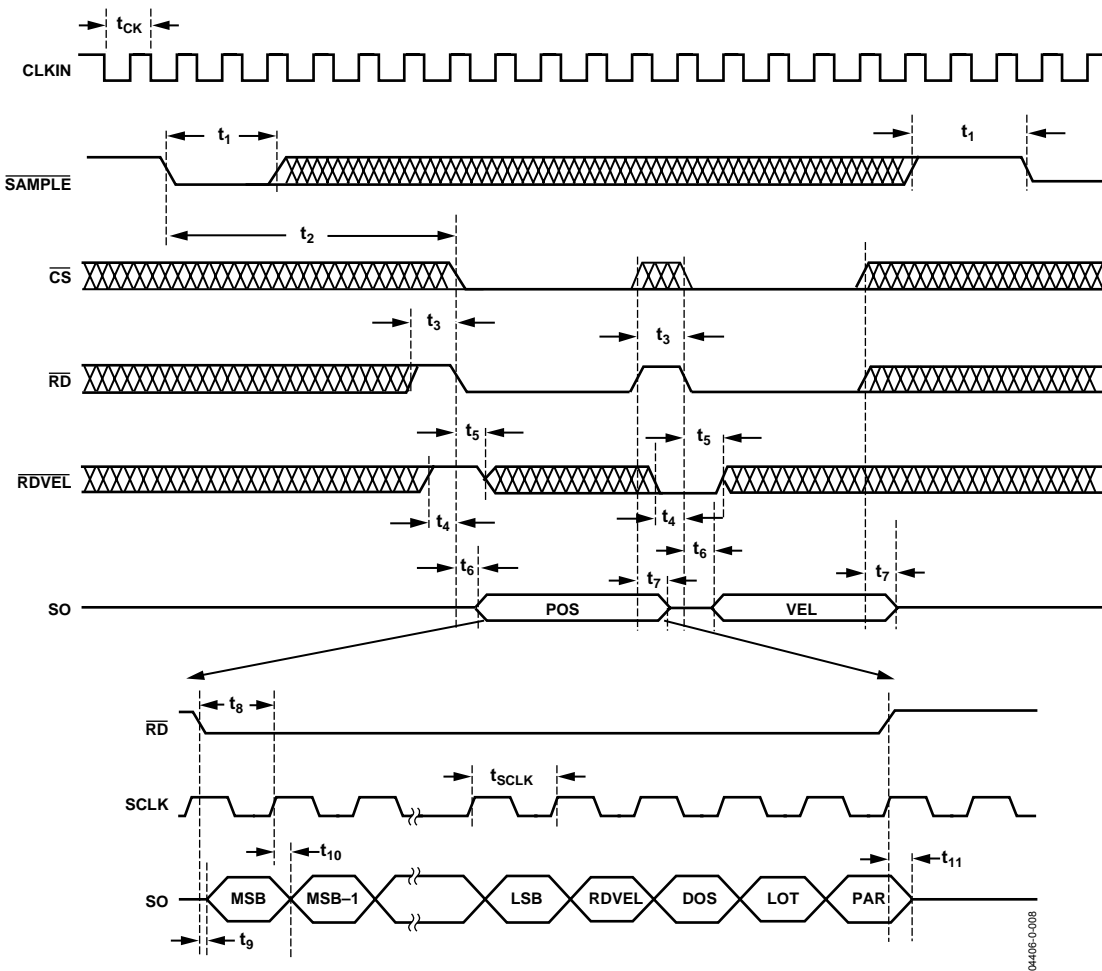 tCK
CLKIN
t1
t1
SAMPLE
t2
CS
t3
t3
RD
t5
t5
RDVEL
t4
t4
t6
t6
t7
t7
SO
POS
VEL
t8
RD
tSCLK
SCLK
t10
t11
SO
MSB
MSB–1
LSB
RDVEL
DOS
LOT
PAR
t9
04406-0-008